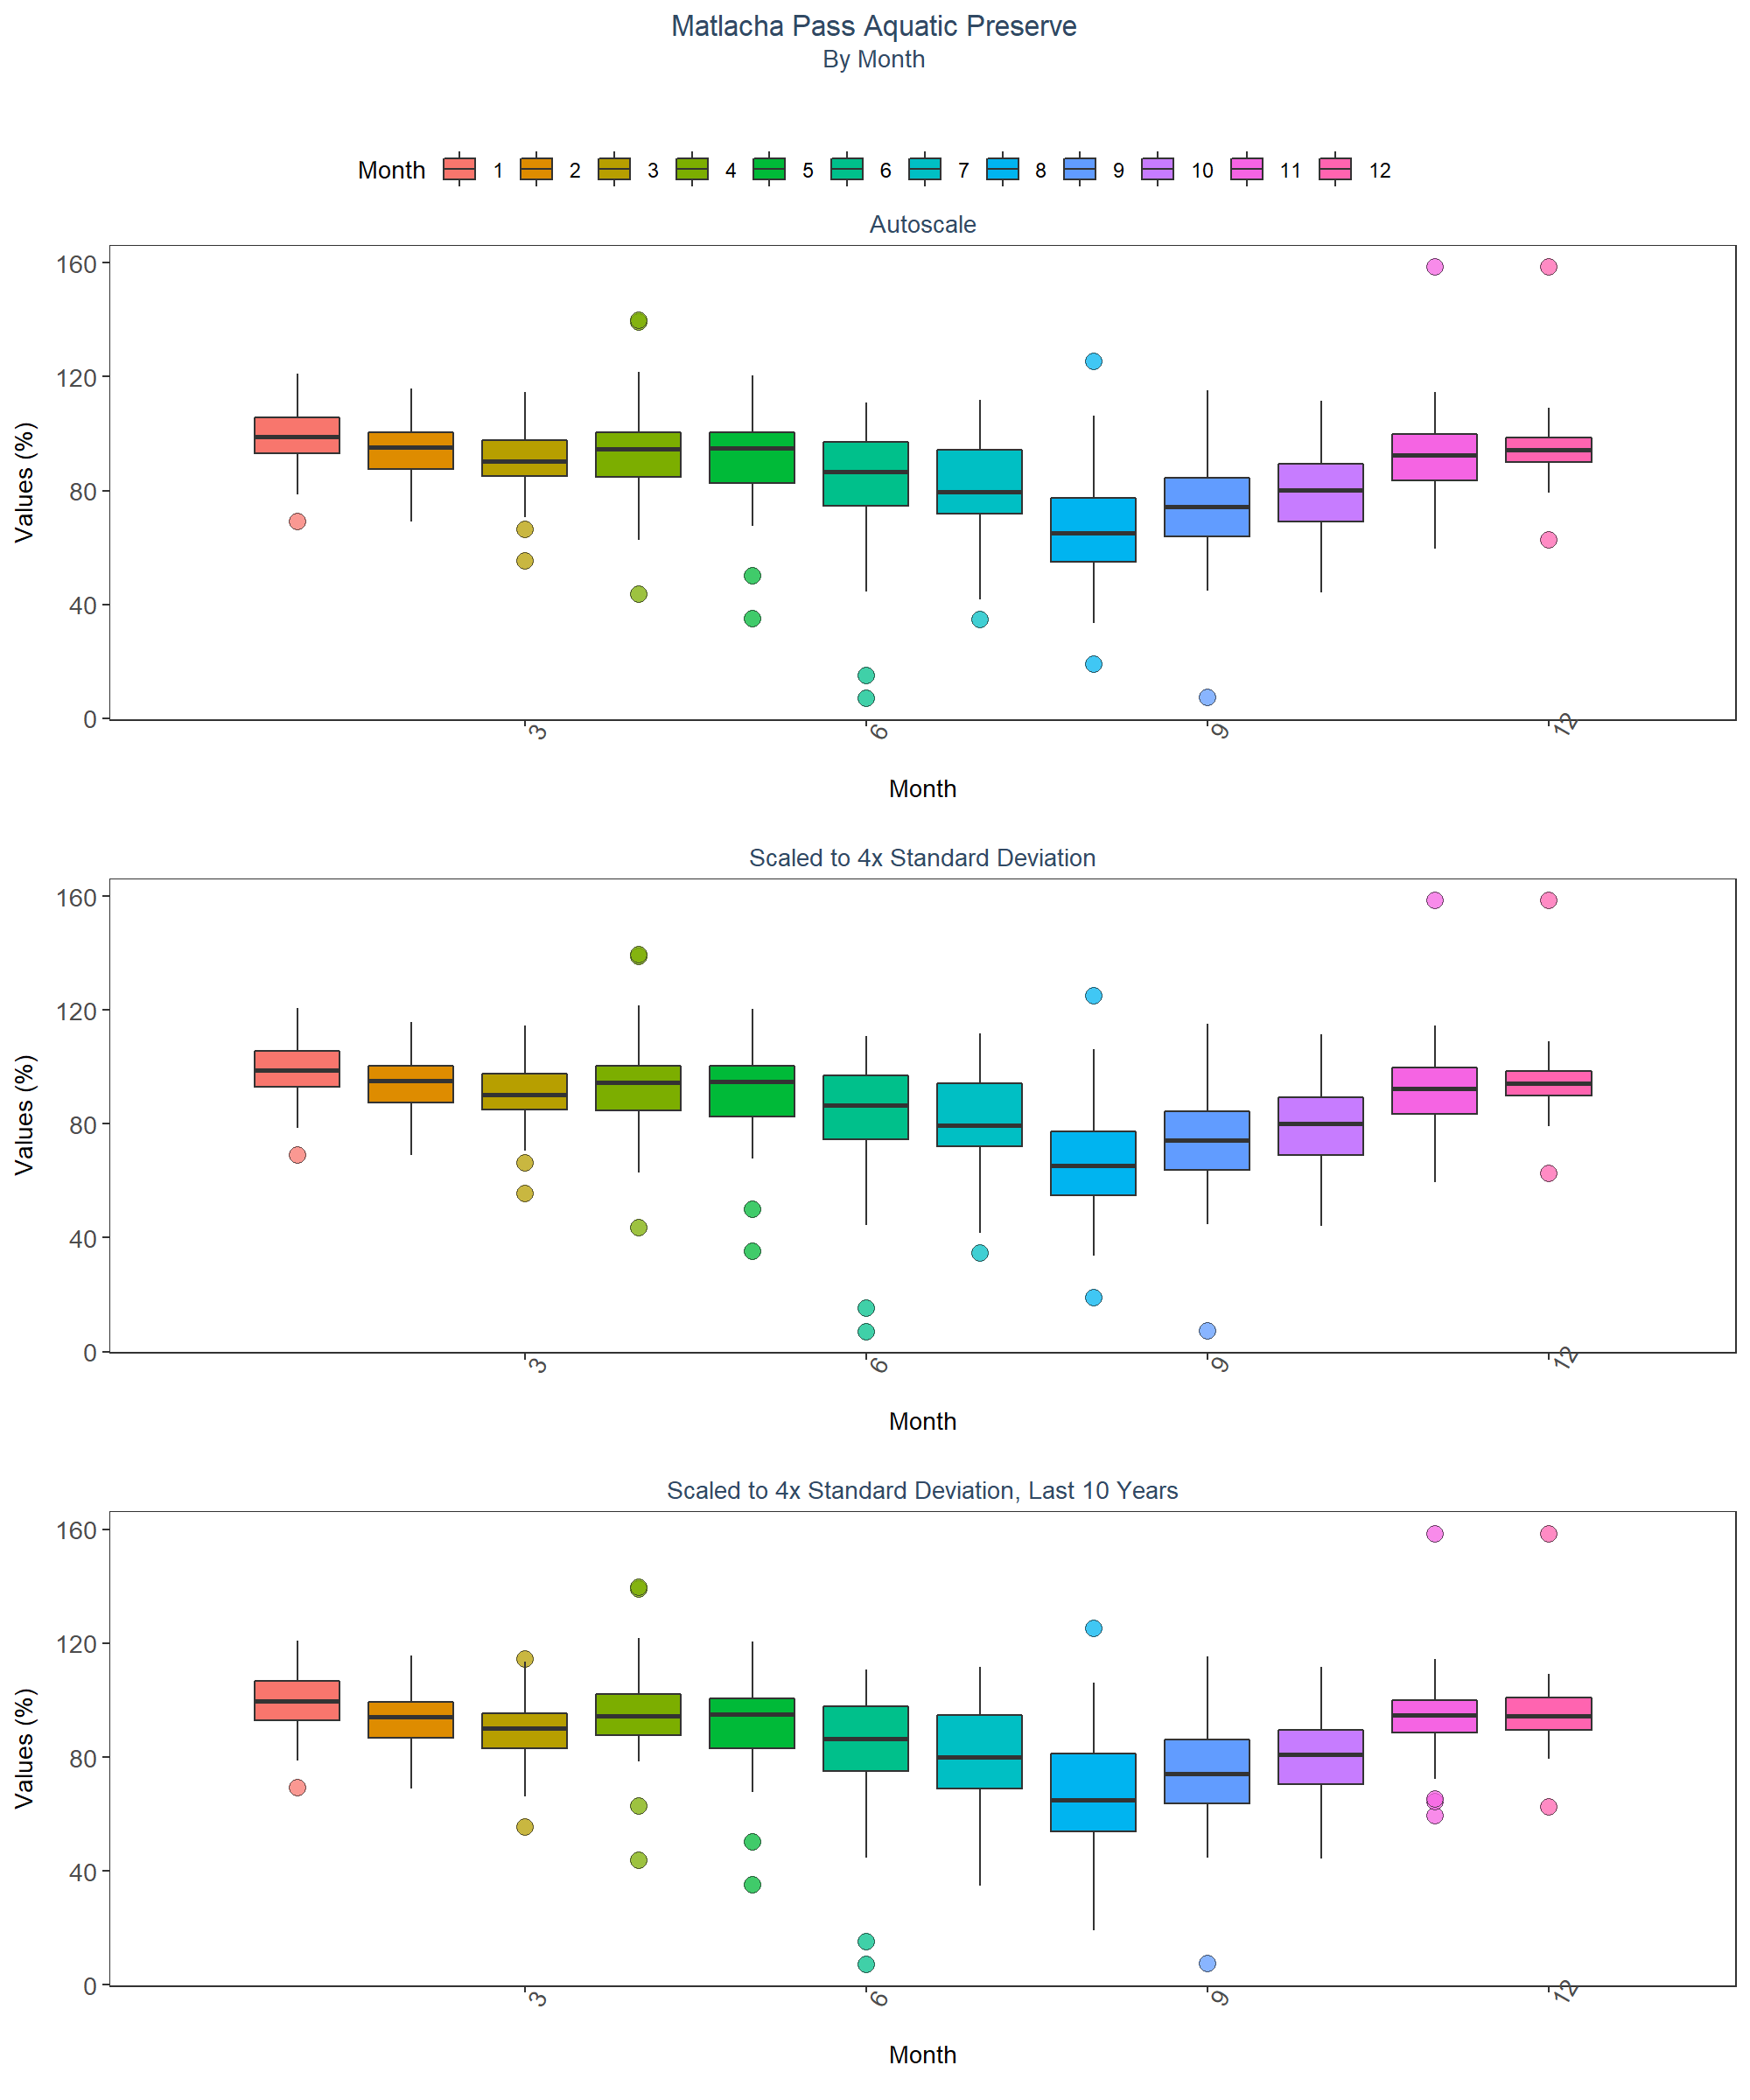 Matlacha Pass Aquatic Preserve
By Month
Month 1 2 3 4 5 6 7 8 9 10 11 12
Autoscale
Values (%)
160
120
80
40
0
3 6 9 12
Month
Scaled to 4x Standard Deviation
Values (%)
160
120
80
40
0
3 6 9 12
Month
Scaled to 4x Standard Deviation, Last 10 Years
Values (%)
160
120
80
40
0
3 6 9 12
Month